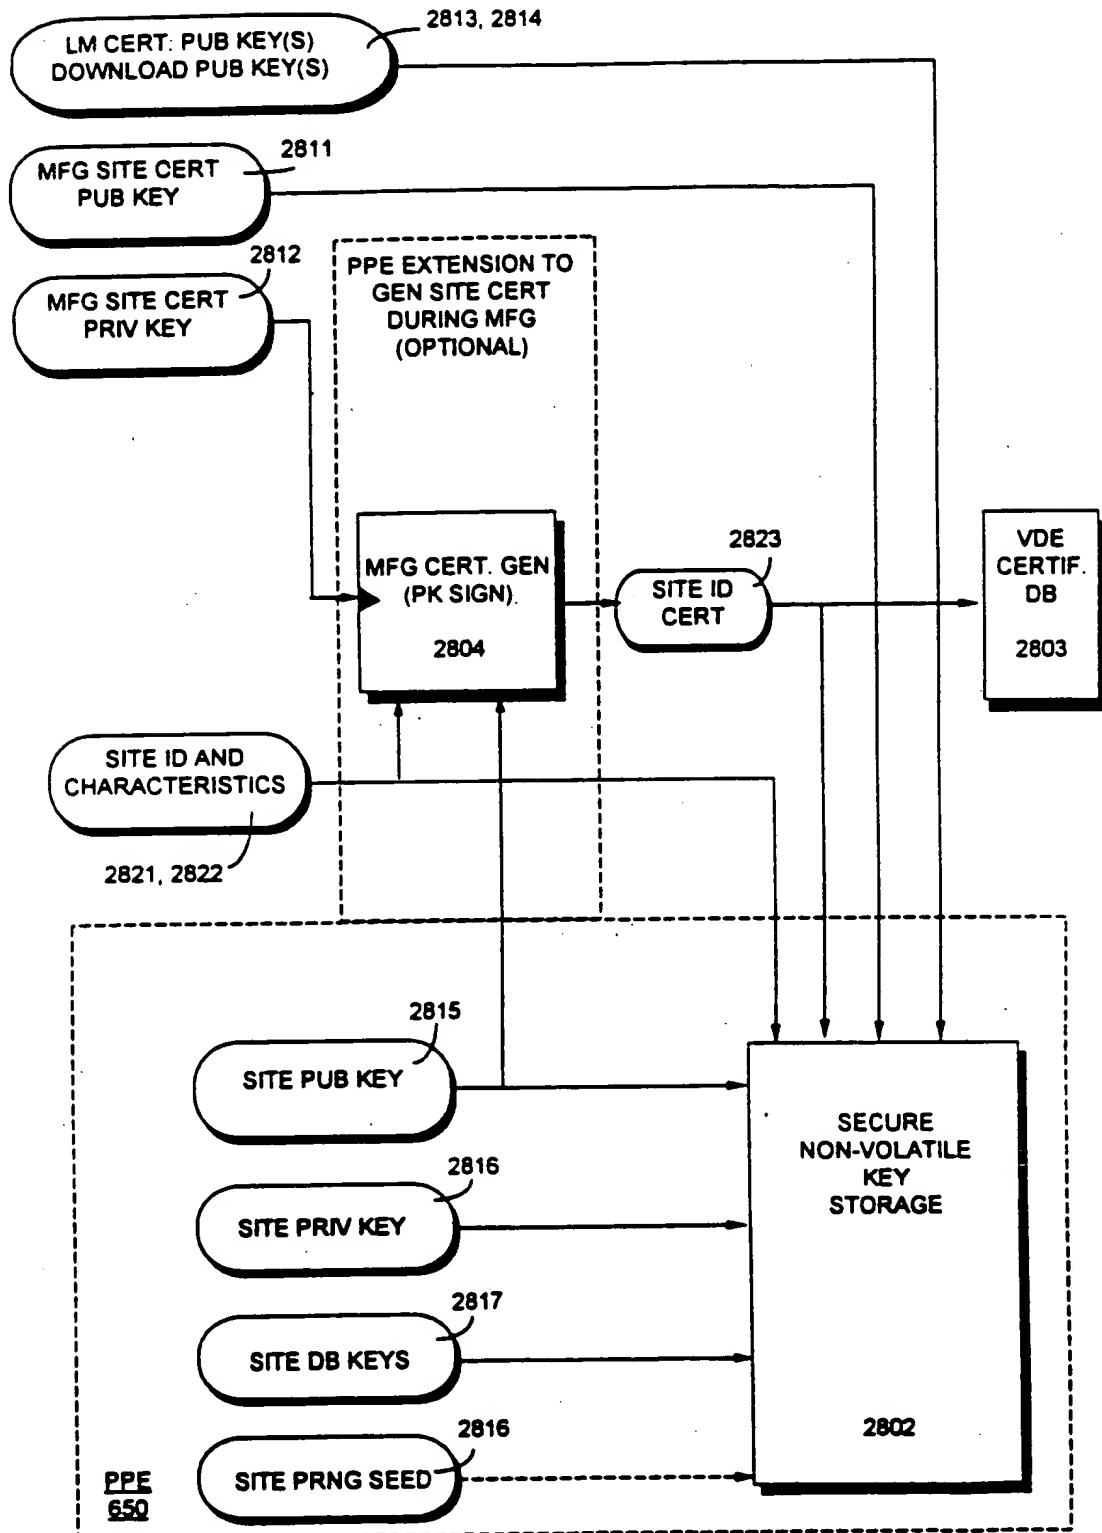 2813, 2814
LM CERT: PUB KEY(S)
DOWNLOAD PUB KEY(S)
2811
MFG SITE CERT
PUB KEY
2812
MFG SITE CERT
PRIV KEY
PPE EXTENSION TO
GEN SITE CERT
DURING MFG
(OPTIONAL)
MFG CERT. GEN
(PK SIGN).
2804
2823
SITE ID
CERT
VDE
CERTIF.
DB
2803
SITE ID AND
CHARACTERISTICS
2821, 2822
2815
SITE PUB KEY
2816
SITE PRIV KEY
2817
SITE DB KEYS
2816
SITE PRNG SEED
SECURE
NON-VOLATILE
KEY
STORAGE
2802
PPE
650